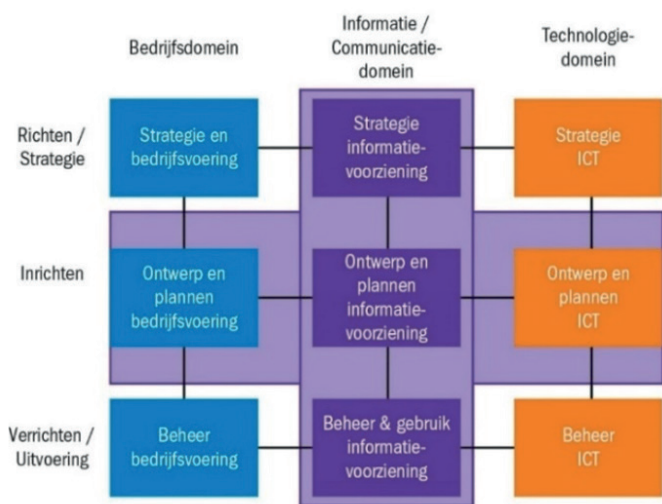 Bedrijfsdomein
Informatie /
Communicatie-
domein
Technologie-
domein
Richten /
Strategie
Strategie en
bedrijfsvoering
Strategie
informatie-
voorziening
Strategie
ICT
Inrichten
Ontwerp en
plannen
bedrijfsvoering
Ontwerp en
plannen
informatie-
voorziening
Ontwerp en
plannen
ICT
Verrichten /
Uitvoering
Beheer
bedrijfsvoering
Beheer & gebruik
informatie-
voorziening
Beheer
ICT